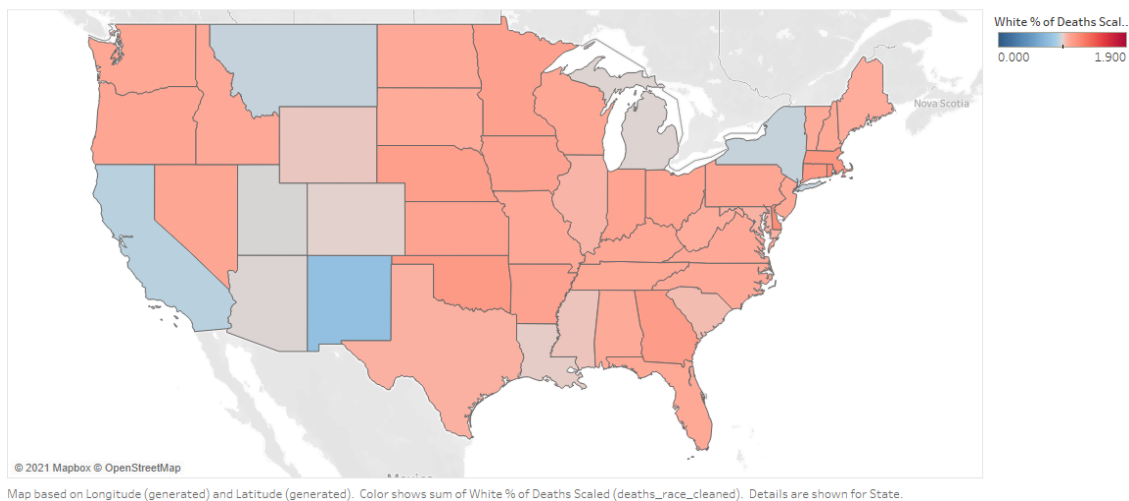 White % of Deaths Scal..
0.000 1.900
Nova Scotia
© 2021 Mapbox © OpenStreetMap
Map based on Longitude (generated) and Latitude (generated). Color shows sum of White % of Deaths Scaled (deaths_race_cleaned). Details are shown for State.